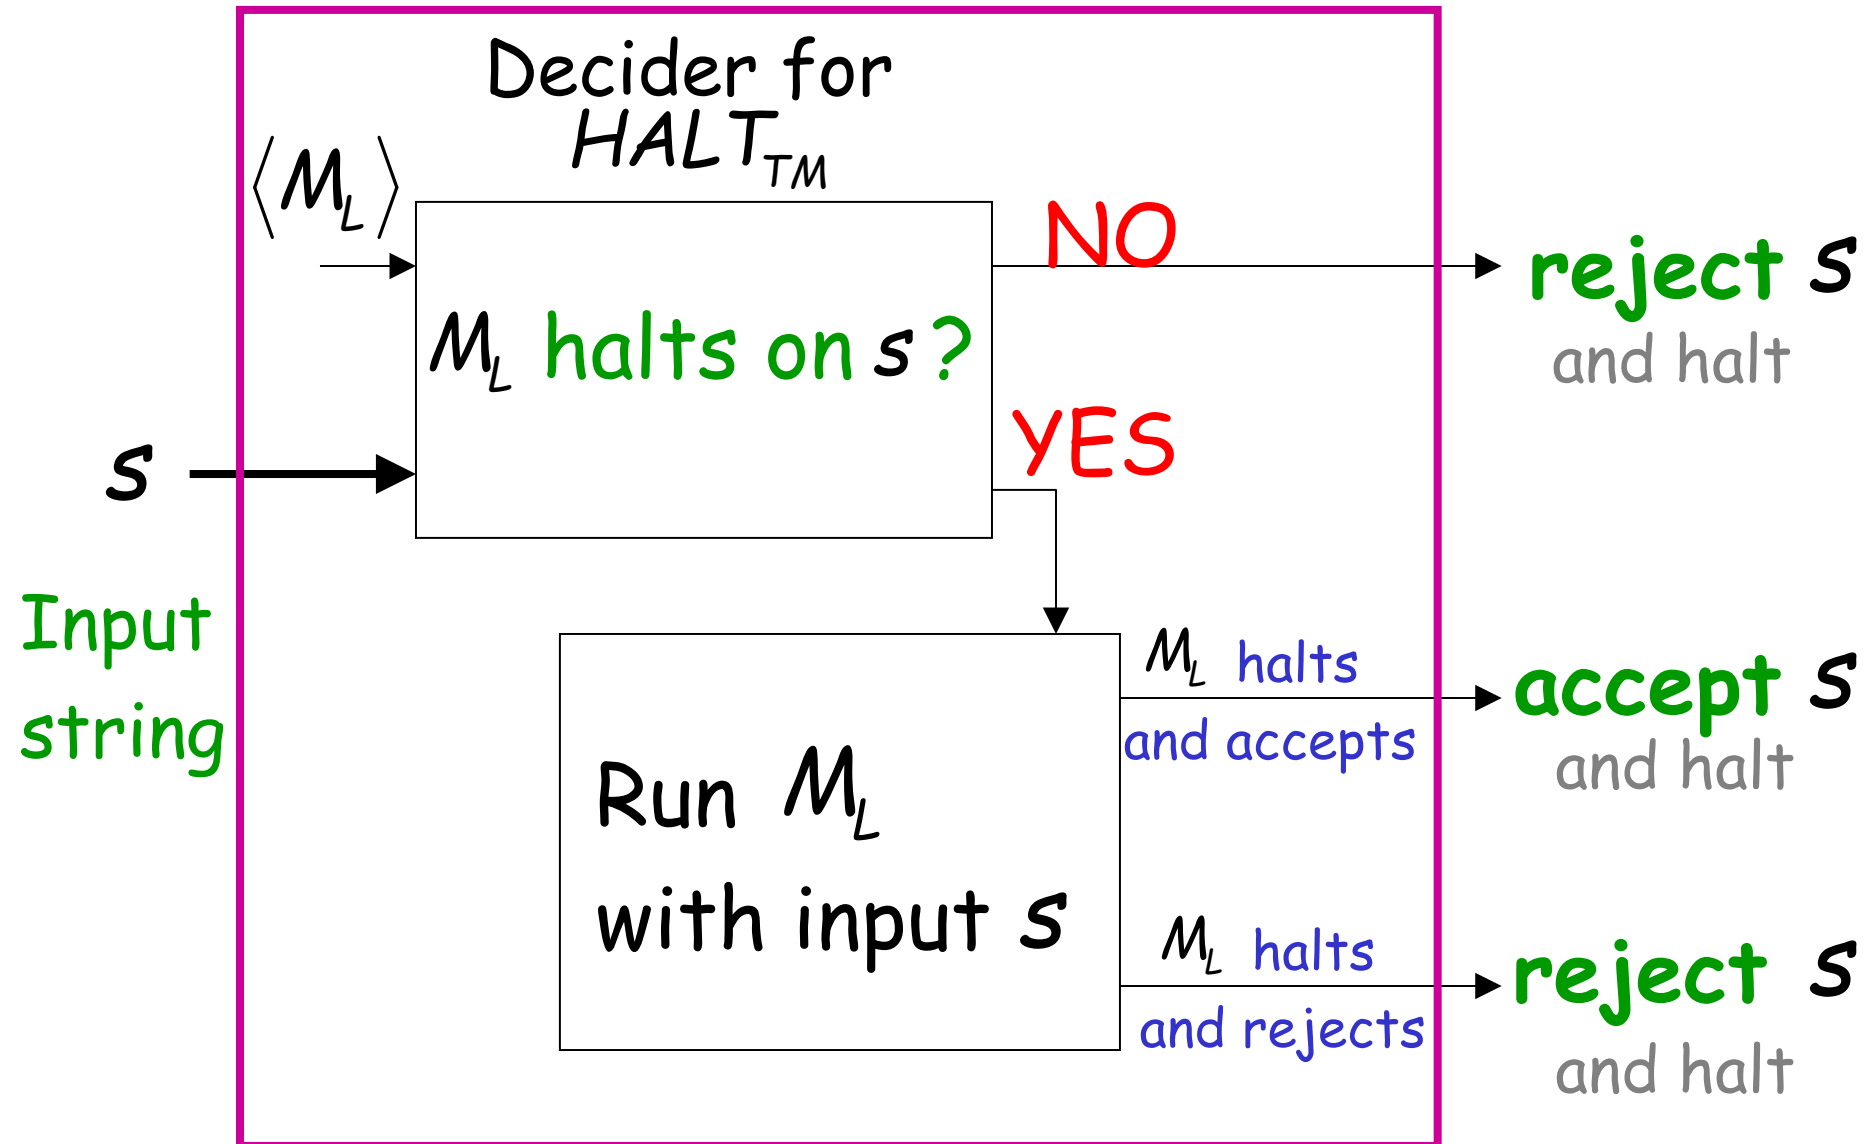 Decider for
HALT_TM
⟨M_L⟩
NO
reject s
and halt
M_L halts on s ?
YES
s
Input
string
M_L halts
and accepts
accept s
and halt
Run M_L
with input s
M_L halts
and rejects
reject s
and halt